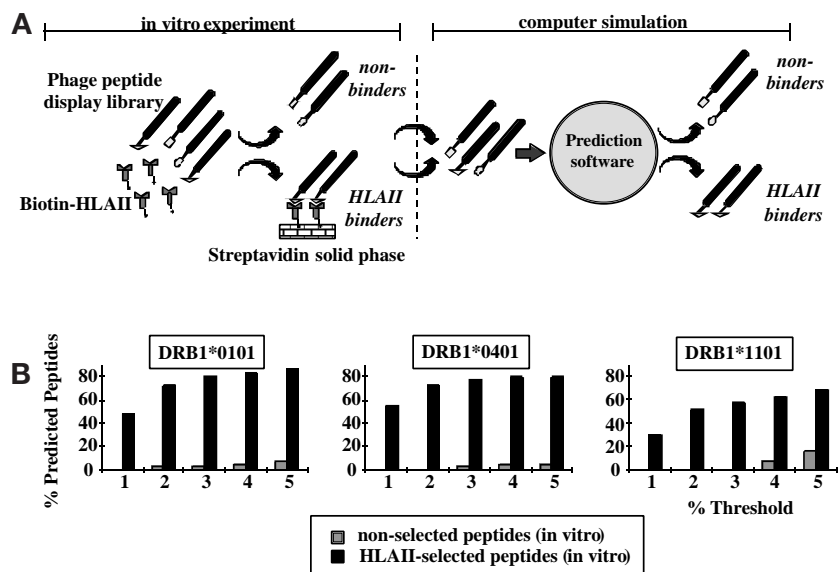 A
in vitro experiment
computer simulation
Phage peptide
display library
non-
binders
Biotin-HLAII
HLAII
binders
Streptavidin solid phase
Prediction
software
non-
binders
HLAII
binders
B
% Predicted Peptides
DRB1*0101
80
60
40
20
0
1 2 3 4 5
DRB1*0401
80
60
40
20
0
1 2 3 4 5
DRB1*1101
80
60
40
20
0
1 2 3 4 5
% Threshold
non-selected peptides (in vitro)
HLAII-selected peptides (in vitro)